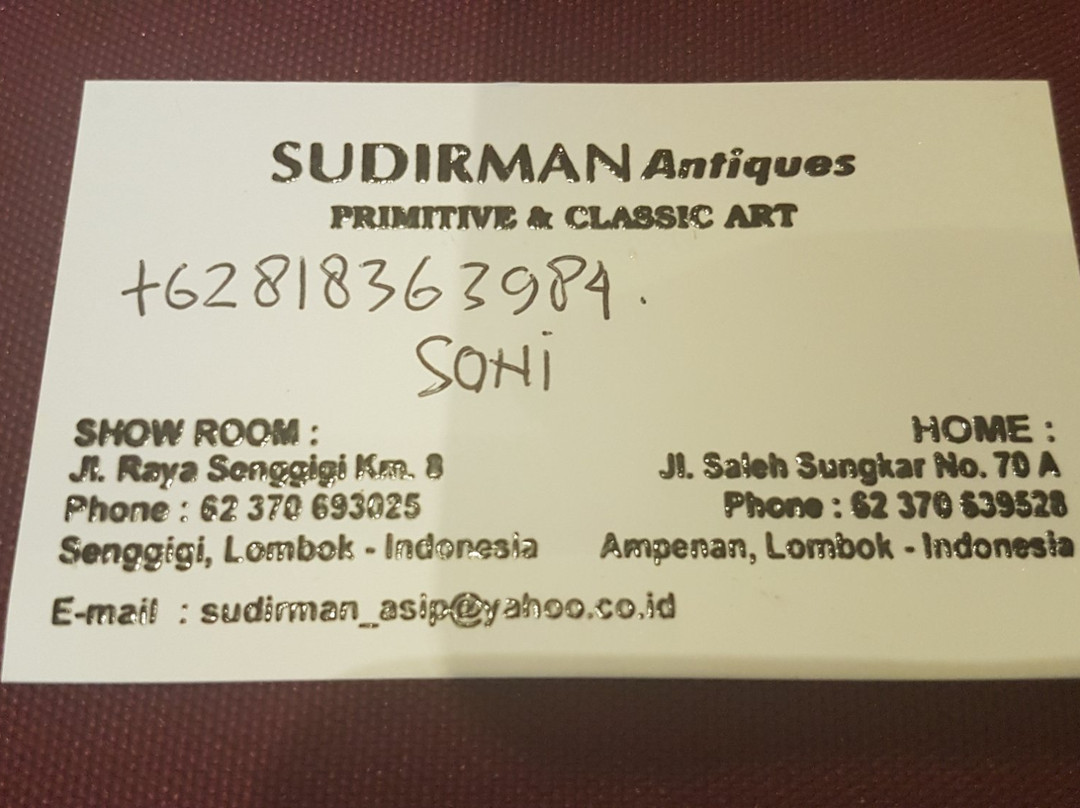 SUDIRMAN Antiques
PRIMITIVE & CLASSIC ART
+62818363984.
SOHI
SHOW ROOM :
Jl. Raya Senggigi Km. 8
Phone : 62 370 693025
Senggigi, Lombok - Indonesia
HOME :
Jl. Saleh Sungkar No. 70 A
Phone : 62 370 639528
Ampenan, Lombok - Indonesia
E-mail : sudirman_asip@yahoo.co.id